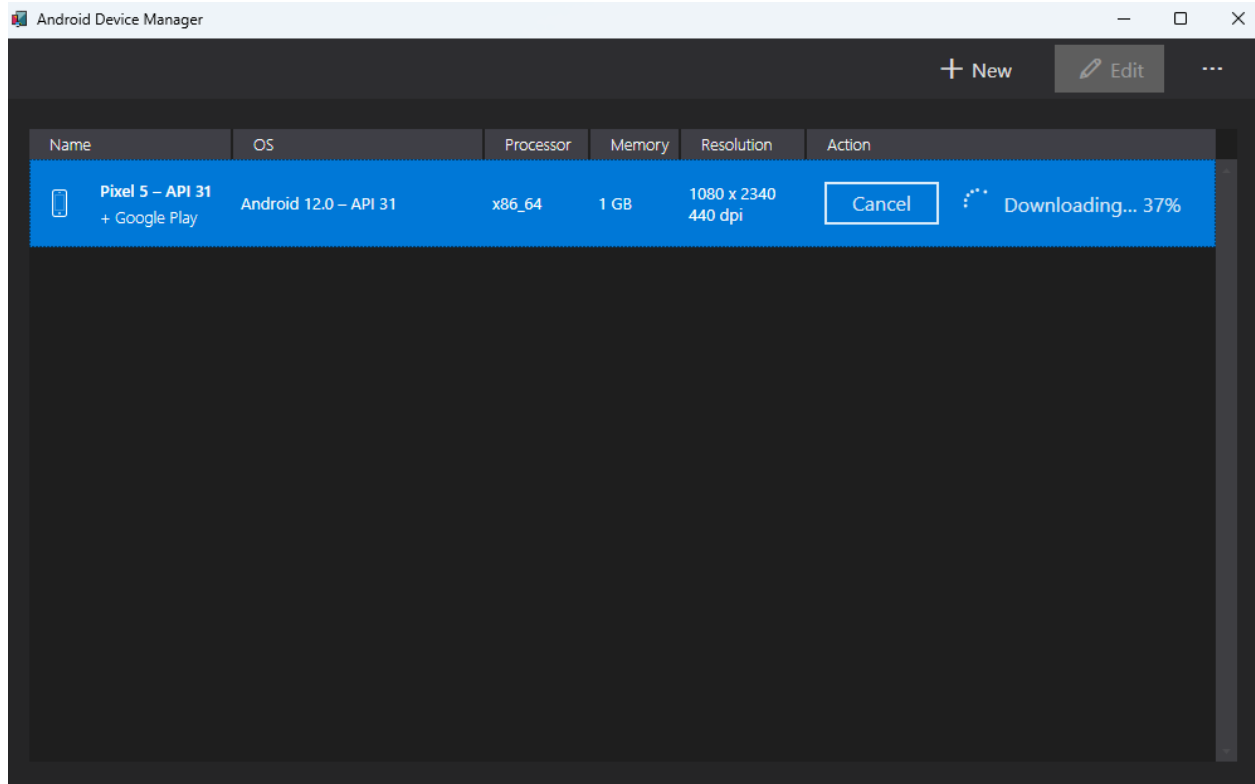 Android Device Manager
New
Edit
Name
OS
Processor
Memory
Resolution
Action
Pixel 5 – API 31
+ Google Play
Android 12.0 – API 31
x86_64
1 GB
1080 x 2340
440 dpi
Cancel
Downloading... 37%